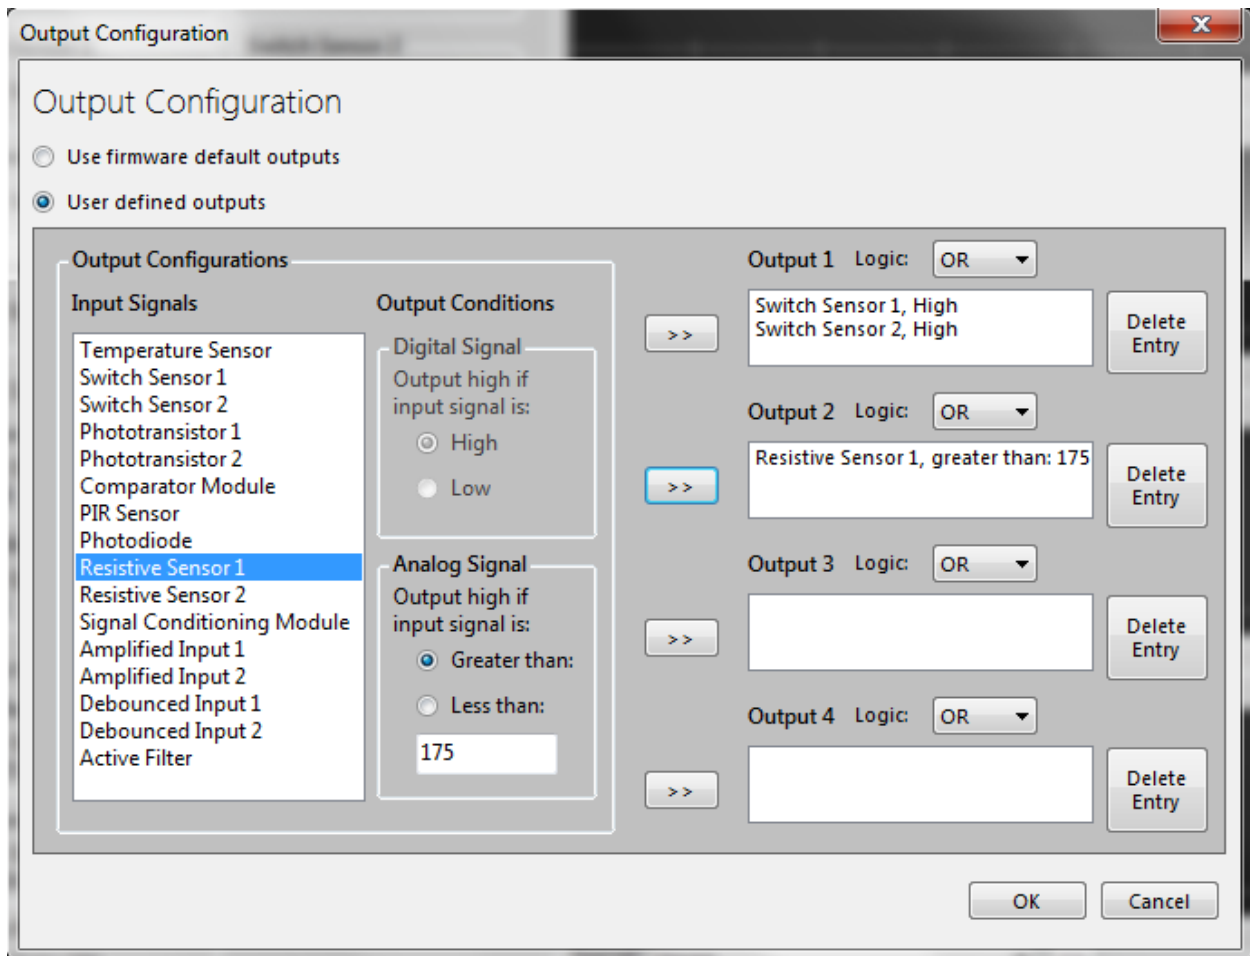 Output Configuration
Output Configuration
Use firmware default outputs
User defined outputs
Output Configurations
Input Signals
Temperature Sensor
Switch Sensor 1
Switch Sensor 2
Phototransistor 1
Phototransistor 2
Comparator Module
PIR Sensor
Photodiode
Resistive Sensor 1
Resistive Sensor 2
Signal Conditioning Module
Amplified Input 1
Amplified Input 2
Debounced Input 1
Debounced Input 2
Active Filter
Output Conditions
Digital Signal
Output high if
input signal is:
High
Low
Analog Signal
Output high if
input signal is:
Greater than:
Less than:
175
>>
Output 1 Logic: OR
Switch Sensor 1, High
Switch Sensor 2, High
Delete
Entry
>>
Output 2 Logic: OR
Resistive Sensor 1, greater than: 175
Delete
Entry
>>
Output 3 Logic: OR
Delete
Entry
>>
Output 4 Logic: OR
Delete
Entry
OK
Cancel